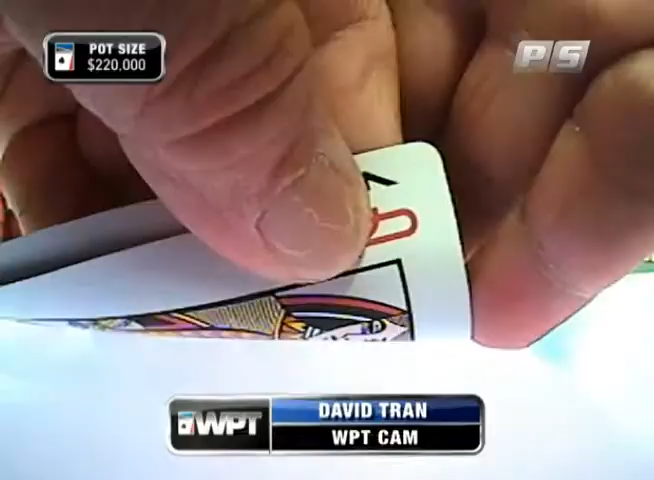 POT SIZE
$220,000
PS
WPT
DAVID TRAN
WPT CAM